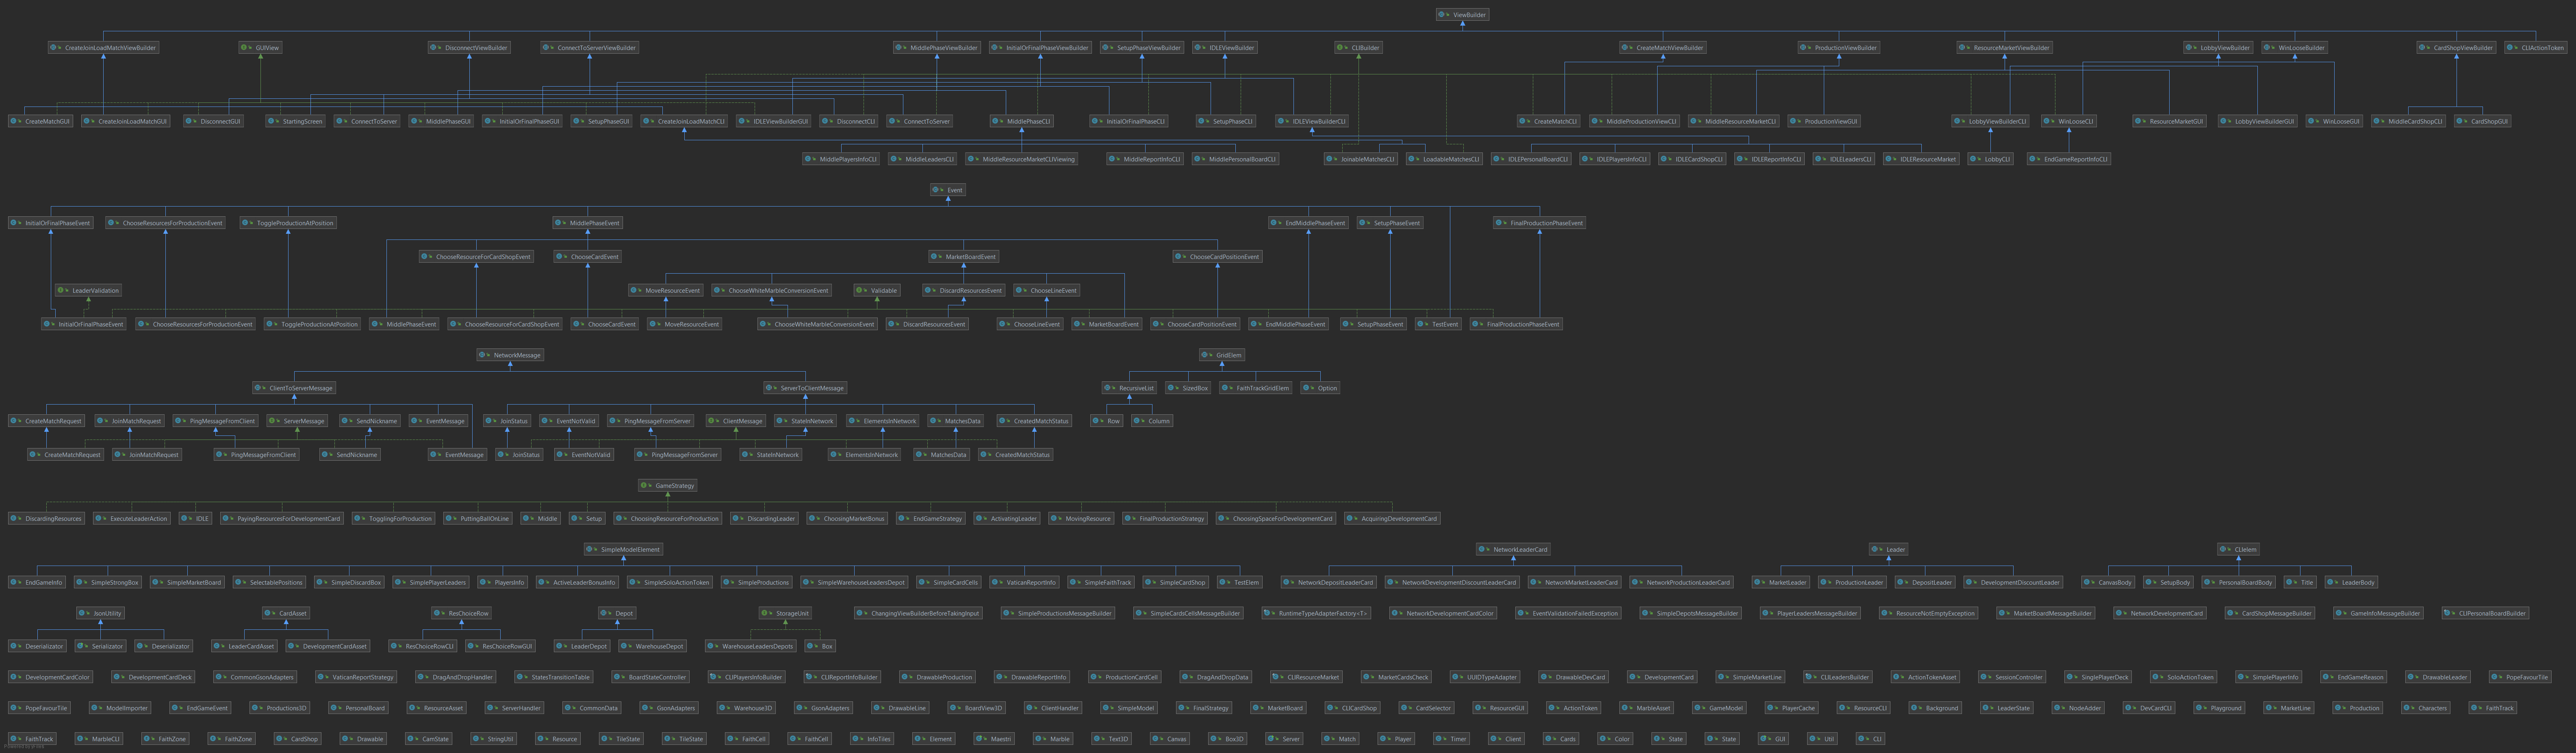 ViewBuilder
CreateJoinLoadMatchViewBuilder GUIView DisconnectViewBuilder ConnectToServerViewBuilder MiddlePhaseViewBuilder InitialOrFinalPhaseViewBuilder SetupPhaseViewBuilder IDLEViewBuilder CLIBuilder CreateMatchViewBuilder ProductionViewBuilder ResourceMarketViewBuilder LobbyViewBuilder WinLooseViewBuilder CardShopViewBuilder CLIActionToken
CreateMatchGUI CreateJoinLoadMatchGUI DisconnectGUI StartingScreen ConnectToServer MiddlePhaseGUI InitialOrFinalPhaseGUI SetupPhaseGUI CreateJoinLoadMatchCLI IDLEViewBuilderGUI DisconnectCLI ConnectToServer MiddlePhaseCLI InitialOrFinalPhaseCLI SetupPhaseCLI IDLEViewBuilderCLI CreateMatchCLI MiddleProductionViewCLI MiddleResourceMarketCLI ProductionViewGUI LobbyViewBuilderCLI WinLooseCLI ResourceMarketGUI LobbyViewBuilderGUI WinLooseGUI MiddleCardShopCLI CardShopGUI
MiddlePlayersInfoCLI MiddleLeadersCLI MiddleResourceMarketCLIViewing MiddleReportInfoCLI MiddlePersonalBoardCLI JoinableMatchesCLI LoadableMatchesCLI IDLEPersonalBoardCLI IDLEPlayersInfoCLI IDLECardShopCLI IDLEReportInfoCLI IDLELeadersCLI IDLEResourceMarket LobbyCLI EndGameReportInfoCLI
Event
InitialOrFinalPhaseEvent ChooseResourcesForProductionEvent ToggleProductionAtPosition MiddlePhaseEvent EndMiddlePhaseEvent SetupPhaseEvent FinalProductionPhaseEvent
ChooseResourceForCardShopEvent ChooseCardEvent MarketBoardEvent ChooseCardPositionEvent
LeaderValidation MoveResourceEvent ChooseWhiteMarbleConversionEvent Validable DiscardResourcesEvent ChooseLineEvent
InitialOrFinalPhaseEvent ChooseResourcesForProductionEvent ToggleProductionAtPosition MiddlePhaseEvent ChooseResourceForCardShopEvent ChooseCardEvent MoveResourceEvent ChooseWhiteMarbleConversionEvent DiscardResourcesEvent ChooseLineEvent MarketBoardEvent ChooseCardPositionEvent EndMiddlePhaseEvent SetupPhaseEvent TestEvent FinalProductionPhaseEvent
NetworkMessage GridElem
ClientToServerMessage ServerToClientMessage RecursiveList SizedBox FaithTrackGridElem Option
CreateMatchRequest JoinMatchRequest PingMessageFromClient ServerMessage SendNickname EventMessage JoinStatus EventNotValid PingMessageFromServer ClientMessage StateInNetwork ElementsInNetwork MatchesData CreatedMatchStatus Row Column
CreateMatchRequest JoinMatchRequest PingMessageFromClient SendNickname EventMessage JoinStatus EventNotValid PingMessageFromServer StateInNetwork ElementsInNetwork MatchesData CreatedMatchStatus
GameStrategy
DiscardingResources ExecuteLeaderAction IDLE PayingResourcesForDevelopmentCard TogglingForProduction PuttingBallOnLine Middle Setup ChoosingResourceForProduction DiscardingLeader ChoosingMarketBonus EndGameStrategy ActivatingLeader MovingResource FinalProductionStrategy ChoosingSpaceForDevelopmentCard AcquiringDevelopmentCard
SimpleModelElement NetworkLeaderCard Leader CLIelem
EndGameInfo SimpleStrongBox SimpleMarketBoard SelectablePositions SimpleDiscardBox SimplePlayerLeaders PlayersInfo ActiveLeaderBonusInfo SimpleSoloActionToken SimpleProductions SimpleWarehouseLeadersDepot SimpleCardCells VaticanReportInfo SimpleFaithTrack SimpleCardShop TestElem NetworkDepositLeaderCard NetworkDevelopmentDiscountLeaderCard NetworkMarketLeaderCard NetworkProductionLeaderCard MarketLeader ProductionLeader DepositLeader DevelopmentDiscountLeader CanvasBody SetupBody PersonalBoardBody Title LeaderBody
JsonUtility CardAsset ResChoiceRow Depot StorageUnit ChangingViewBuilderBeforeTakingInput SimpleProductionsMessageBuilder SimpleCardsCellsMessageBuilder RuntimeTypeAdapterFactory<T> NetworkDevelopmentCardColor EventValidationFailedException SimpleDepotsMessageBuilder PlayerLeadersMessageBuilder ResourceNotEmptyException MarketBoardMessageBuilder NetworkDevelopmentCard CardShopMessageBuilder GameInfoMessageBuilder CLIPersonalBoardBuilder
Deserializator Serializator Deserializator LeaderCardAsset DevelopmentCardAsset ResChoiceRowCLI ResChoiceRowGUI LeaderDepot WarehouseDepot WarehouseLeadersDepots Box
DevelopmentCardColor DevelopmentCardDeck CommonGsonAdapters VaticanReportStrategy DragAndDropHandler StatesTransitionTable BoardStateController CLIPlayersInfoBuilder CLIReportInfoBuilder DrawableProduction DrawableReportInfo ProductionCardCell DragAndDropData CLIResourceMarket MarketCardsCheck UUIDTypeAdapter DrawableDevCard DevelopmentCard SimpleMarketLine CLILeadersBuilder ActionTokenAsset SessionController SinglePlayerDeck SoloActionToken SimplePlayerInfo EndGameReason DrawableLeader PopeFavourTile
PopeFavourTile ModelImporter EndGameEvent Productions3D PersonalBoard ResourceAsset ServerHandler CommonData GsonAdapters Warehouse3D GsonAdapters DrawableLine BoardView3D ClientHandler SimpleModel FinalStrategy MarketBoard CLICardShop CardSelector ResourceGUI ActionToken MarbleAsset GameModel PlayerCache ResourceCLI Background LeaderState NodeAdder DevCardCLI Playground MarketLine Production Characters FaithTrack
FaithTrack MarbleCLI FaithZone FaithZone CardShop Drawable CamState StringUtil Resource TileState TileState FaithCell FaithCell InfoTiles Element Maestri Marble Text3D Canvas Box3D Server Match Player Timer Client Cards Color State State GUI Util CLI
Powered by yFiles